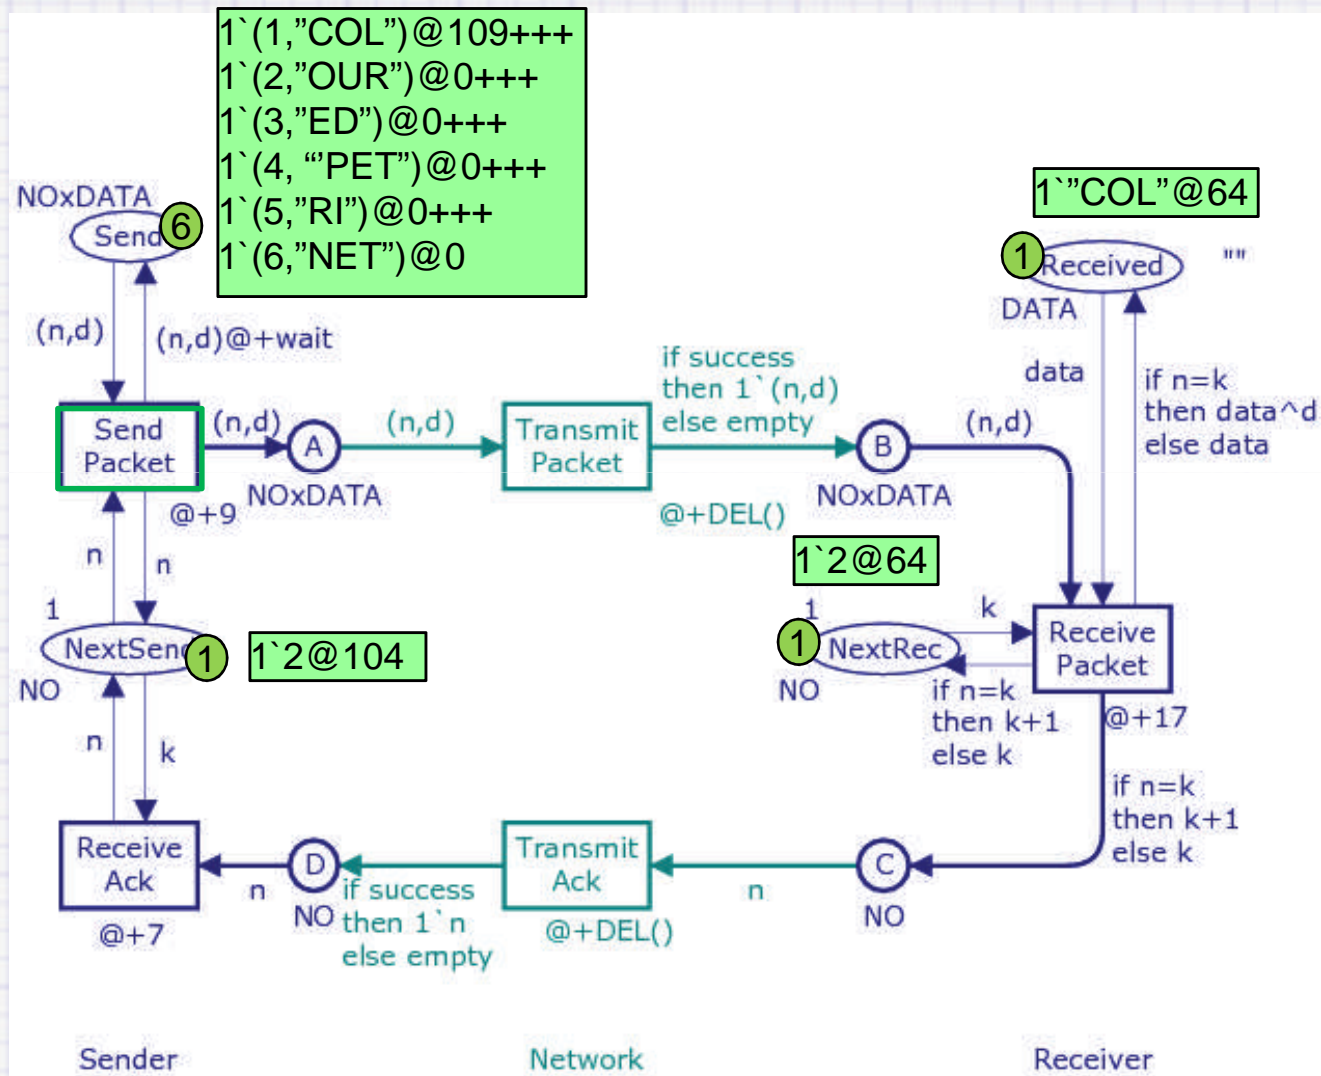 1`(1,”COL”)@109+++
1`(2,”OUR”)@0+++
1`(3,”ED”)@0+++
1`(4, “’PET”)@0+++
1`(5,”RI”)@0+++
1`(6,”NET”)@0
NOxDATA
Send
6
1`”COL”@64
1
Received
""
DATA
(n,d)
(n,d)@+wait
if success
then 1`(n,d)
else empty
data
if n=k
then data^d
else data
Send
Packet
(n,d)
A
(n,d)
Transmit
Packet
B
(n,d)
NOxDATA
NOxDATA
@+9
@+DEL()
n
n
1`2@64
1
NextSend
1
NO
1`2@104
1
1
NextRec
NO
k
Receive
Packet
if n=k
then k+1
else k
@+17
n
k
if n=k
then k+1
else k
Receive
Ack
@+7
n
D
NO
if success
then 1`n
else empty
Transmit
Ack
@+DEL()
n
C
NO
Sender
Network
Receiver